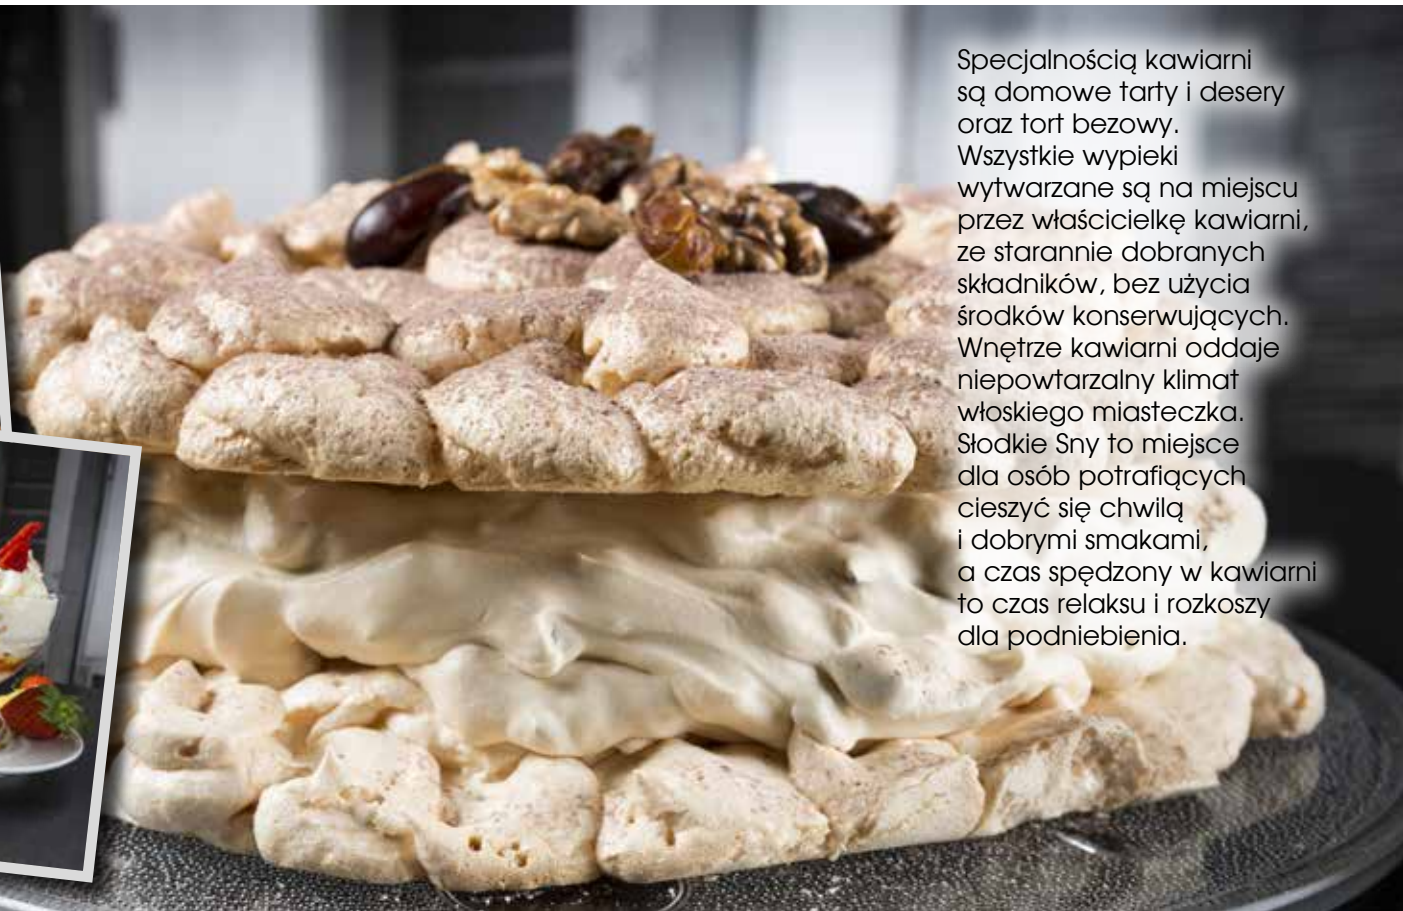 Specjalnością kawiarni
są domowe tarty i desery
oraz tort bezowy.
Wszystkie wypieki
wytwarzane są na miejscu
przez właścicielkę kawiarni,
ze starannie dobranych
składników, bez użycia
środków konserwujących.
Wnętrze kawiarni oddaje
niepowtarzalny klimat
włoskiego miasteczka.
Słodkie Sny to miejsce
dla osób potrafiących
cieszyć się chwilą
i dobrymi smakami,
a czas spędzony w kawiarni
to czas relaksu i rozkoszy
dla podniebienia.